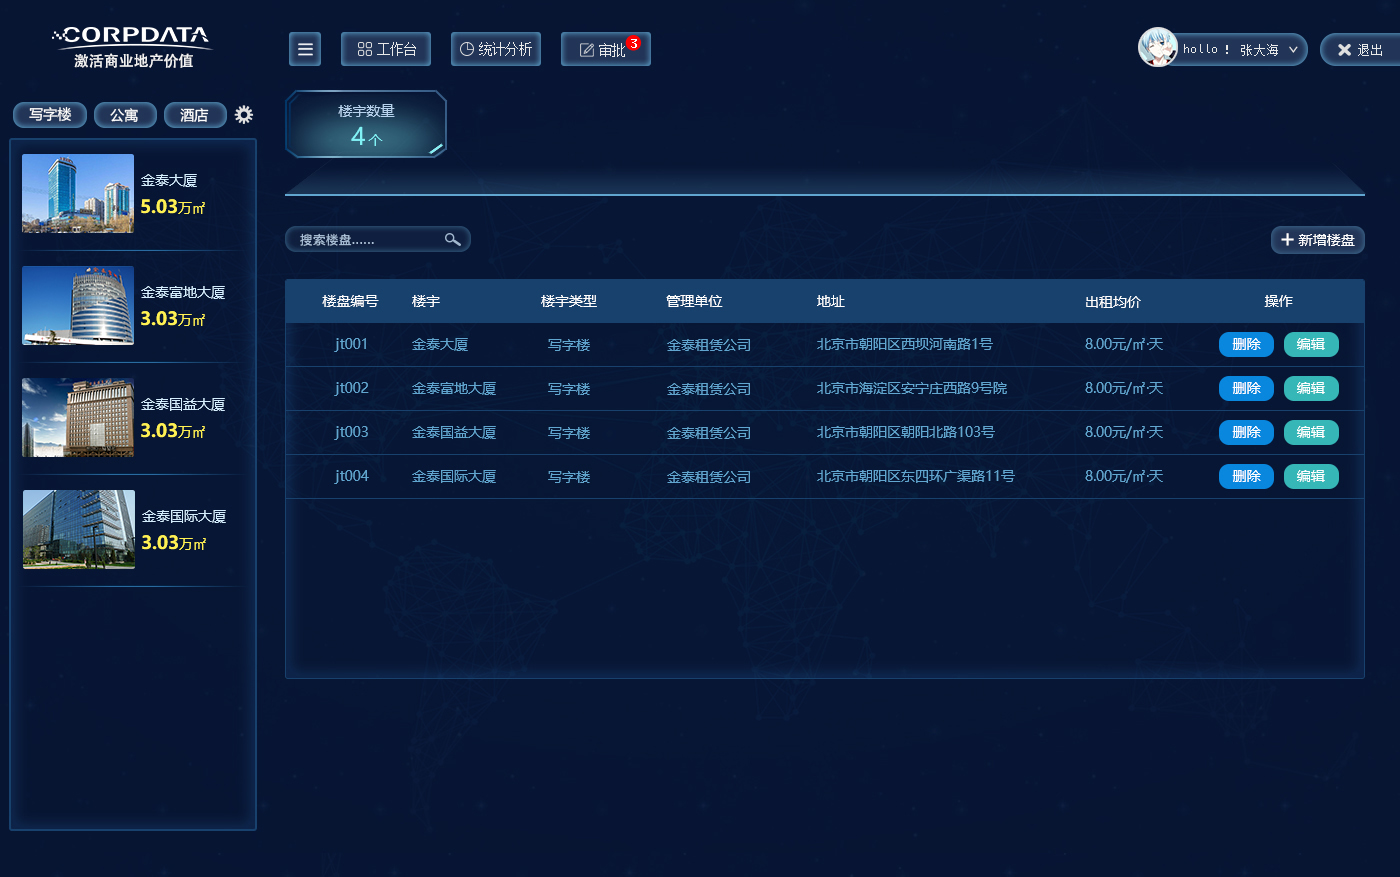 CORPDATA
激活商业地产价值
工作台
统计分析
审批
3
hollo！ 张大海
退出
写字楼
公寓
酒店
楼宇数量
4个
金泰大厦
5.03万㎡
金泰富地大厦
3.03万㎡
金泰国益大厦
3.03万㎡
金泰国际大厦
3.03万㎡
搜索楼盘......
新增楼盘
楼盘编号 楼宇 楼宇类型 管理单位 地址 出租均价 操作
jt001 金泰大厦 写字楼 金泰租赁公司 北京市朝阳区西坝河南路1号 8.00元/㎡·天 删除 编辑
jt002 金泰富地大厦 写字楼 金泰租赁公司 北京市海淀区安宁庄西路9号院 8.00元/㎡·天 删除 编辑
jt003 金泰国益大厦 写字楼 金泰租赁公司 北京市朝阳区朝阳北路103号 8.00元/㎡·天 删除 编辑
jt004 金泰国际大厦 写字楼 金泰租赁公司 北京市朝阳区东四环广渠路11号 8.00元/㎡·天 删除 编辑